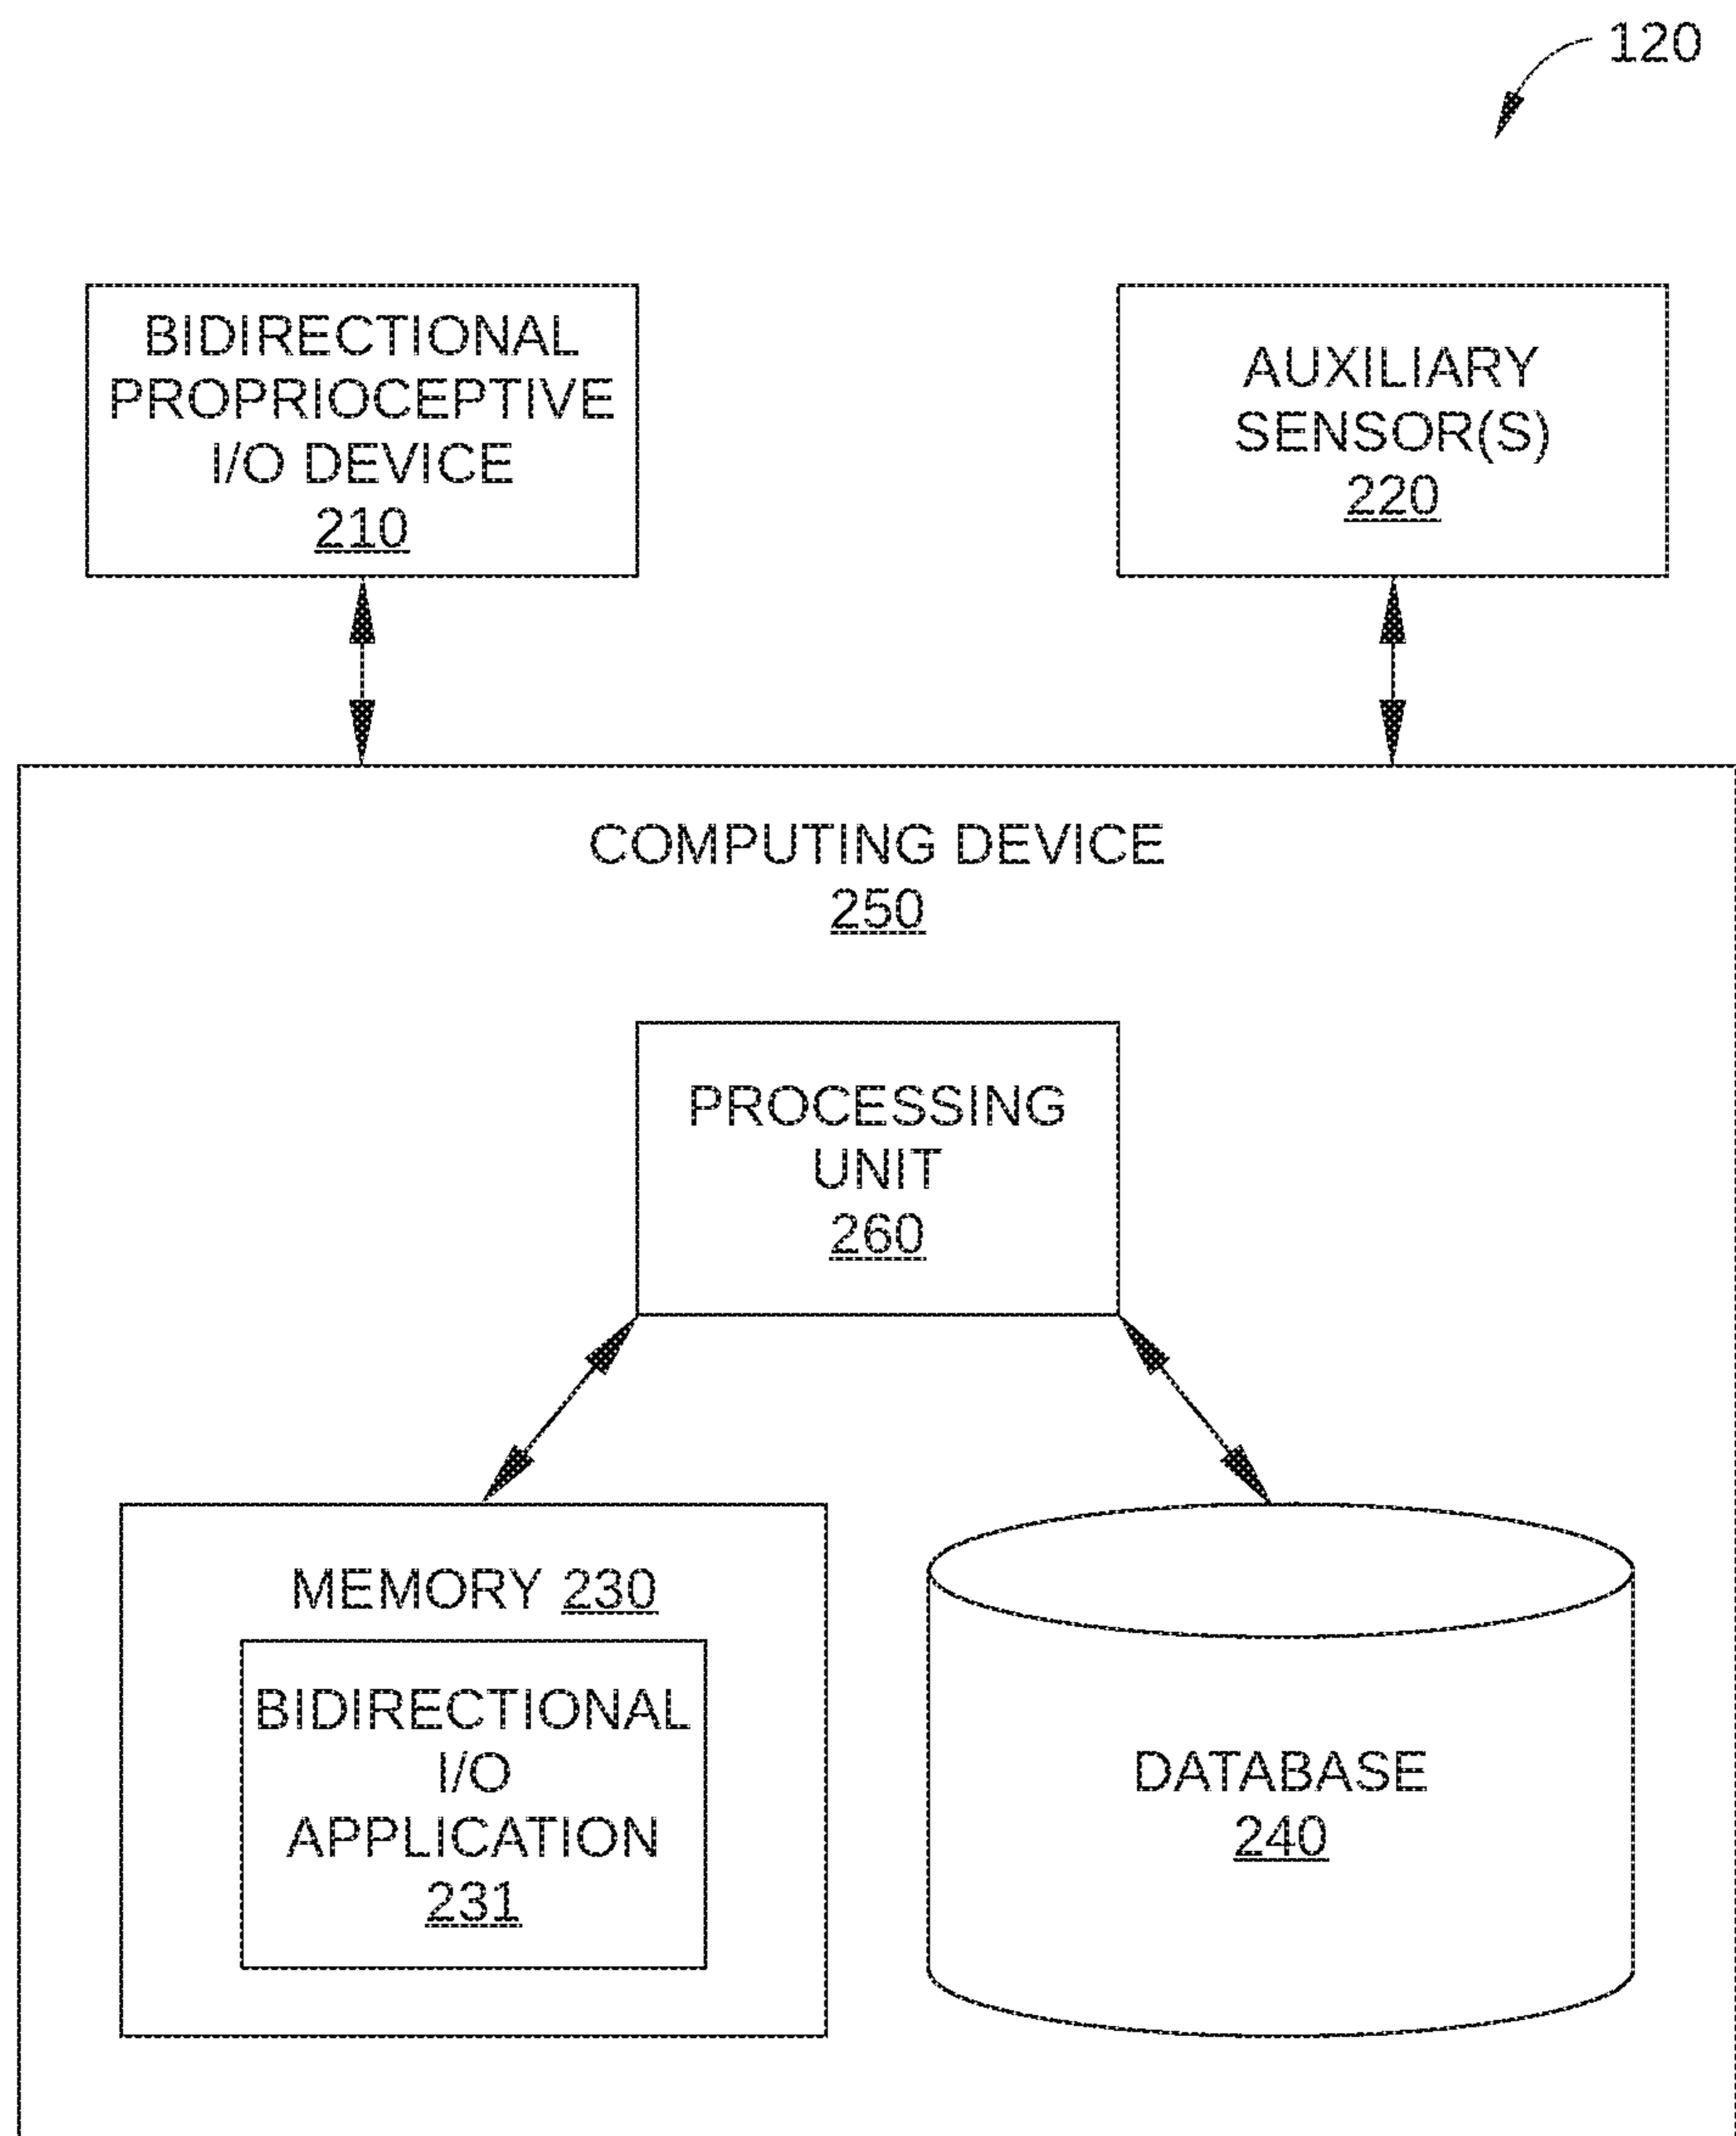 120
BIDIRECTIONAL
PROPRIOCEPTIVE
I/O DEVICE
210
AUXILIARY
SENSOR(S)
220
COMPUTING DEVICE
250
PROCESSING
UNIT
260
MEMORY 230
BIDIRECTIONAL
I/O
APPLICATION
231
DATABASE
240